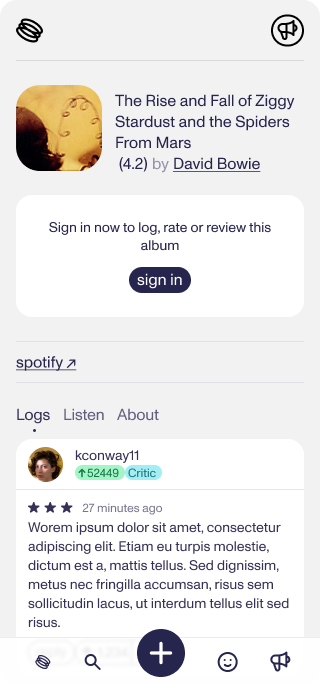 The Rise and Fall of Ziggy
Stardust and the Spiders
From Mars
(4.2) by David Bowie
Sign in now to log, rate or review this
album
sign in
spotify ↗
Logs Listen About
kconway11
↑52449 Critic
★ ★ ★ 27 minutes ago
Worem ipsum dolor sit amet, consectetur
adipiscing elit. Etiam eu turpis molestie,
dictum est a, mattis tellus. Sed dignissim,
metus nec fringilla accumsan, risus sem
sollicitudin lacus, ut interdum tellus elit sed
risus.